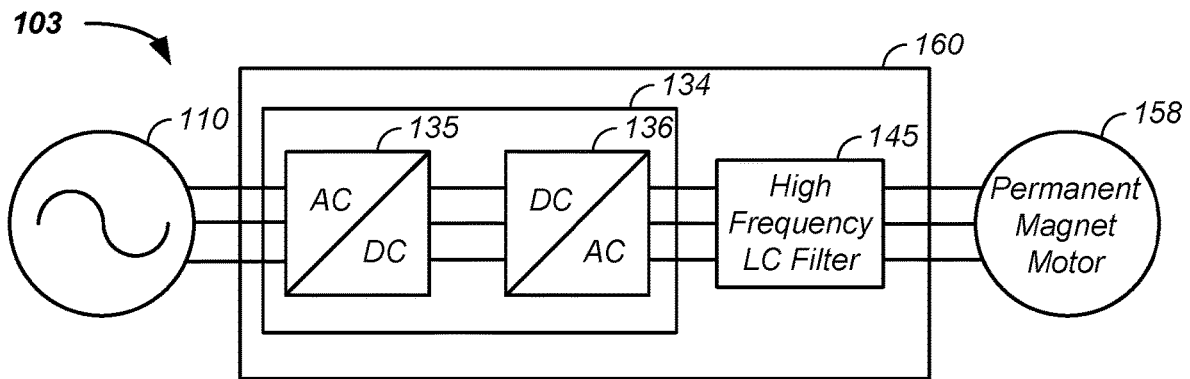 103
160
134
110
135
136
145
158
AC
DC
DC
AC
High
Frequency
LC Filter
Permanent
Magnet
Motor